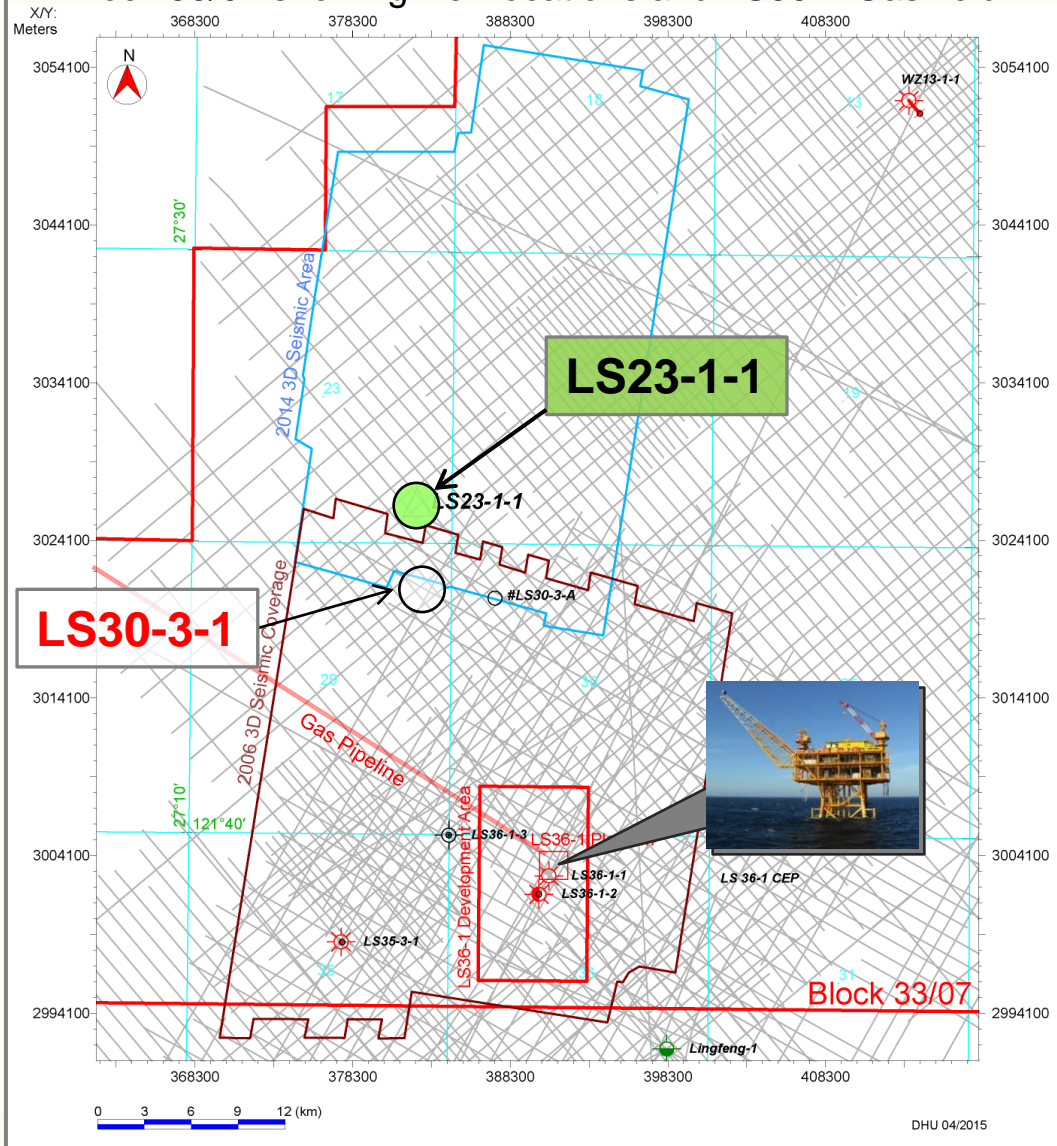 X/Y:
Meters
368300
378300
388300
398300
408300
3054100
3054100
N
17
18
13
WZ13-1-1
27°30'
3044100
3044100
2014 3D Seismic Area
LS23-1-1
3034100
3034100
23
19
LS23-1-1
3024100
3024100
#LS30-3-A
LS30-3-1
2006 3D Seismic Coverage
29
30
3014100
3014100
Gas Pipeline
27°10'
121°40'
LS36-1 Development Area
LS36-1-3
3004100
3004100
LS36-1-1
LS36-1-2
LS 36-1 CEP
LS35-3-1
35
31
Block 33/07
2994100
2994100
Lingfeng-1
368300
378300
388300
398300
408300
0 3 6 9 12 (km)
DHU 04/2015